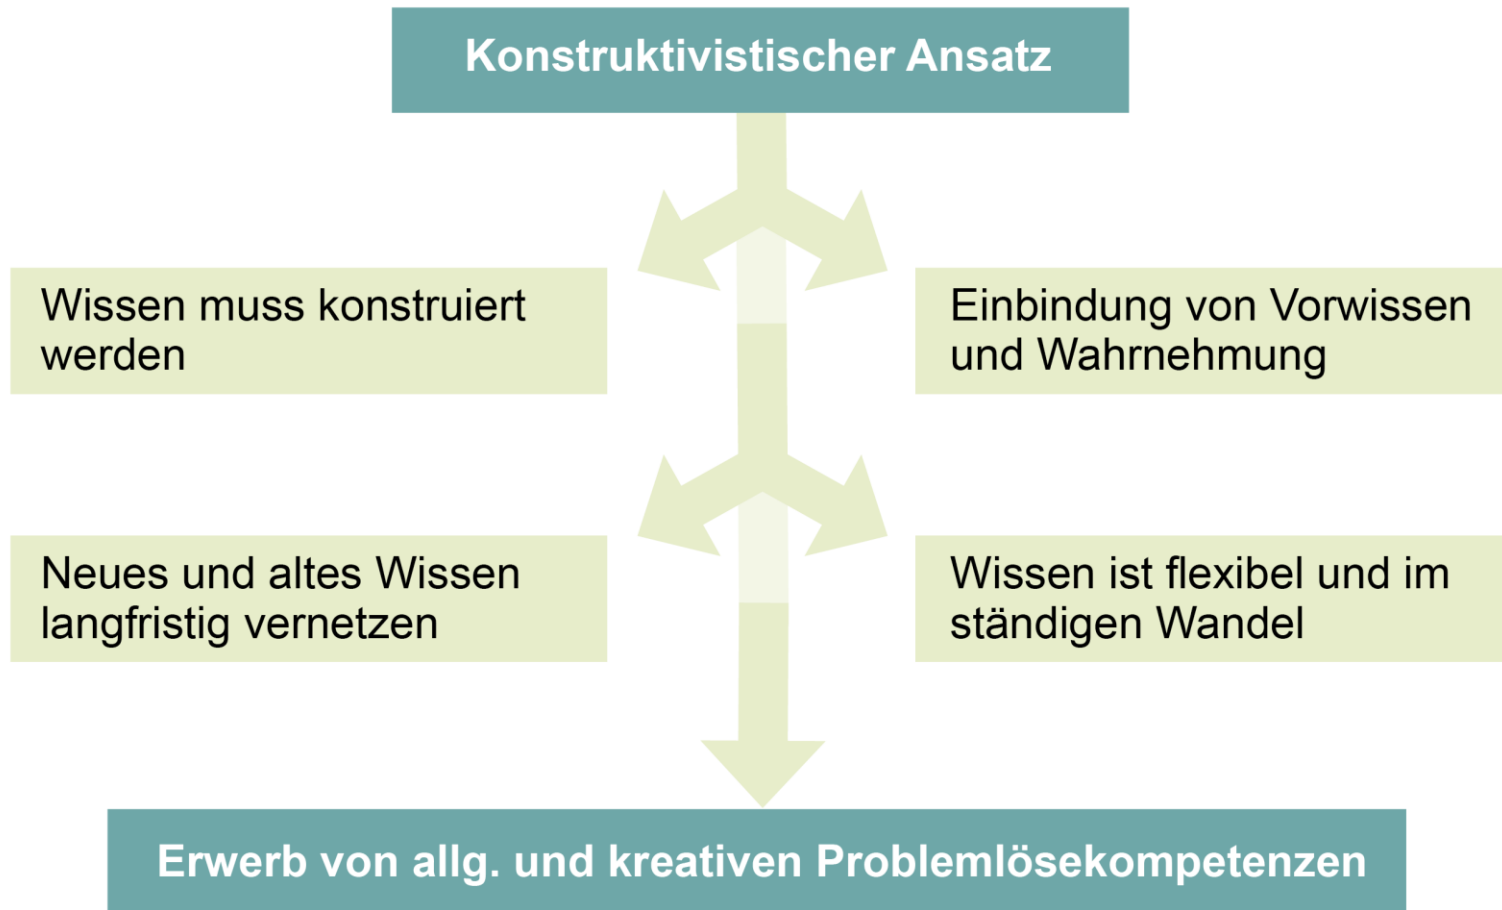 Konstruktivistischer Ansatz
Wissen muss konstruiert
werden
Einbindung von Vorwissen
und Wahrnehmung
Neues und altes Wissen
langfristig vernetzen
Wissen ist flexibel und im
ständigen Wandel
Erwerb von allg. und kreativen Problemlösekompetenzen